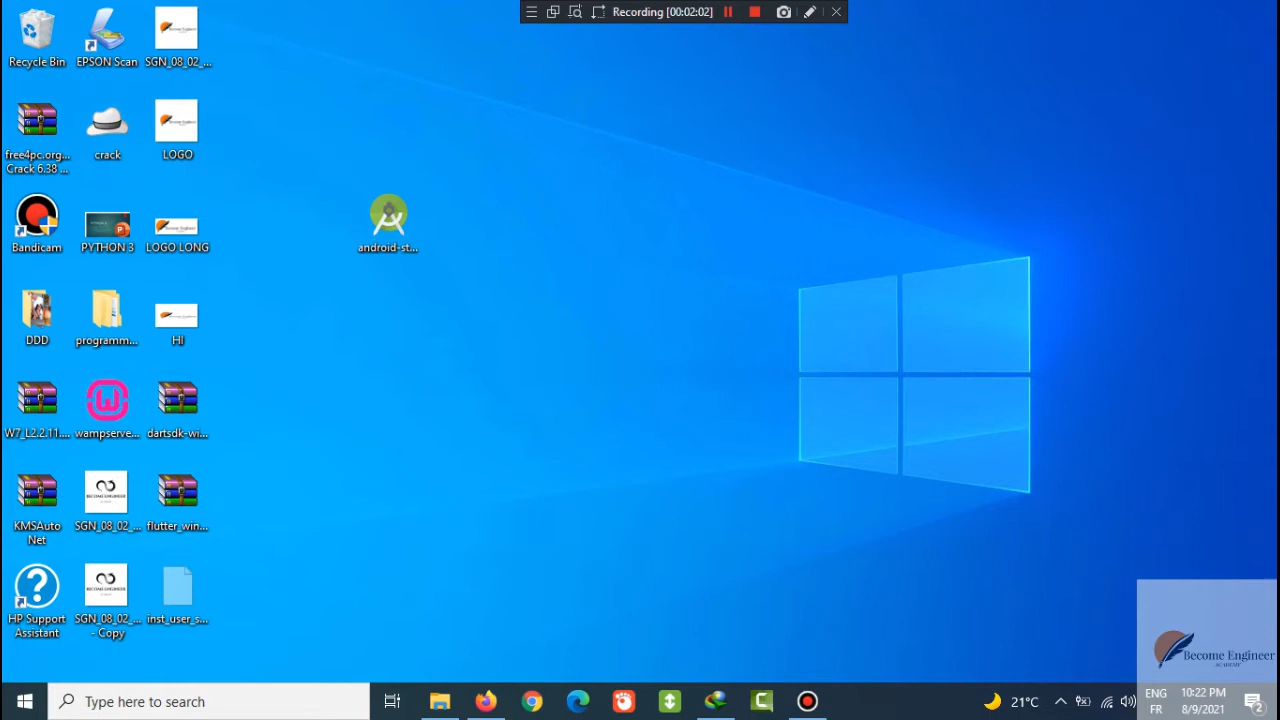 Recording [00:02:02]
Recycle Bin
EPSON Scan
SGN_08_02_...
free4pc.org...
Crack 6.38 ...
crack
LOGO
Bandicam
PYTHON 3
LOGO LONG
android-st...
DDD
programm...
HI
W7_L2.2.11....
wampserve...
dartsdk-wi...
KMSAuto
Net
SGN_08_02_...
flutter_win...
HP Support
Assistant
SGN_08_02_...
- Copy
inst_user_s...
Become Engineer
ACADEMY
Type here to search
21°C
ENG
FR
10:22 PM
8/9/2021
2